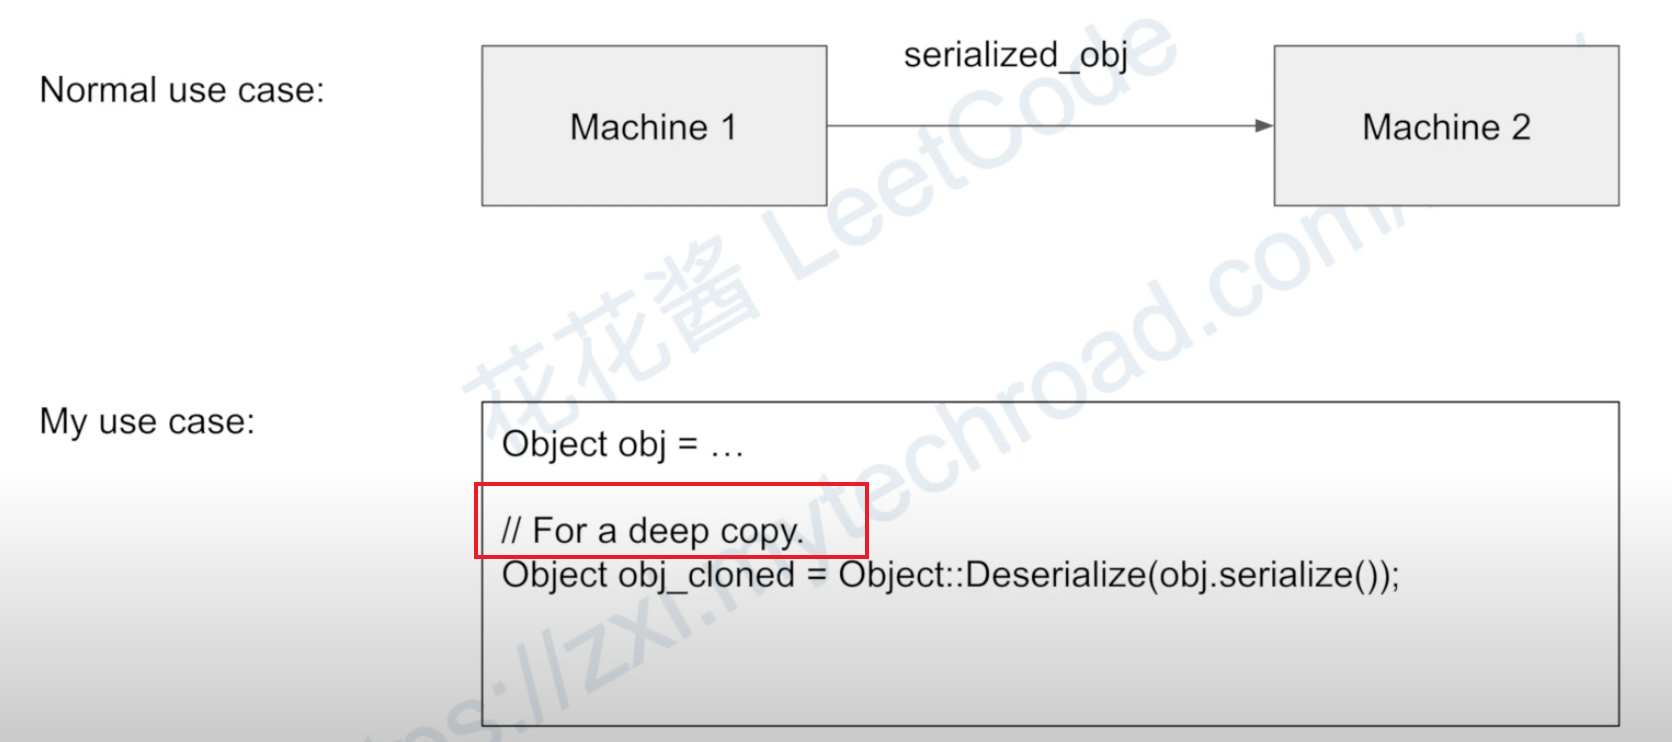 Normal use case:
Machine 1
serialized_obj
Machine 2
花花酱 LeetCode
My use case:
Object obj = …
// For a deep copy.
Object obj_cloned = Object::Deserialize(obj.serialize());
://zxi.mytechroad.com/